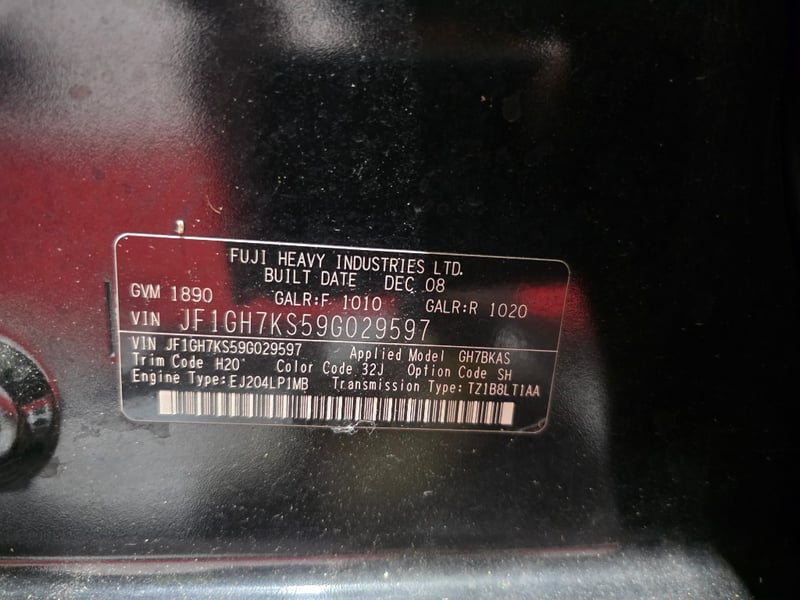 FUJI HEAVY INDUSTRIES LTD.
BUILT DATE DEC 08
GVM 1890 GALR:F 1010 GALR:R 1020
VIN JF1GH7KS59G029597
VIN JF1GH7KS59G029597 Applied Model GH7BKAS
Trim Code H20 Color Code 32J Option Code SH
Engine Type:EJ204LP1MB Transmission Type:TZ1B8LT1AA